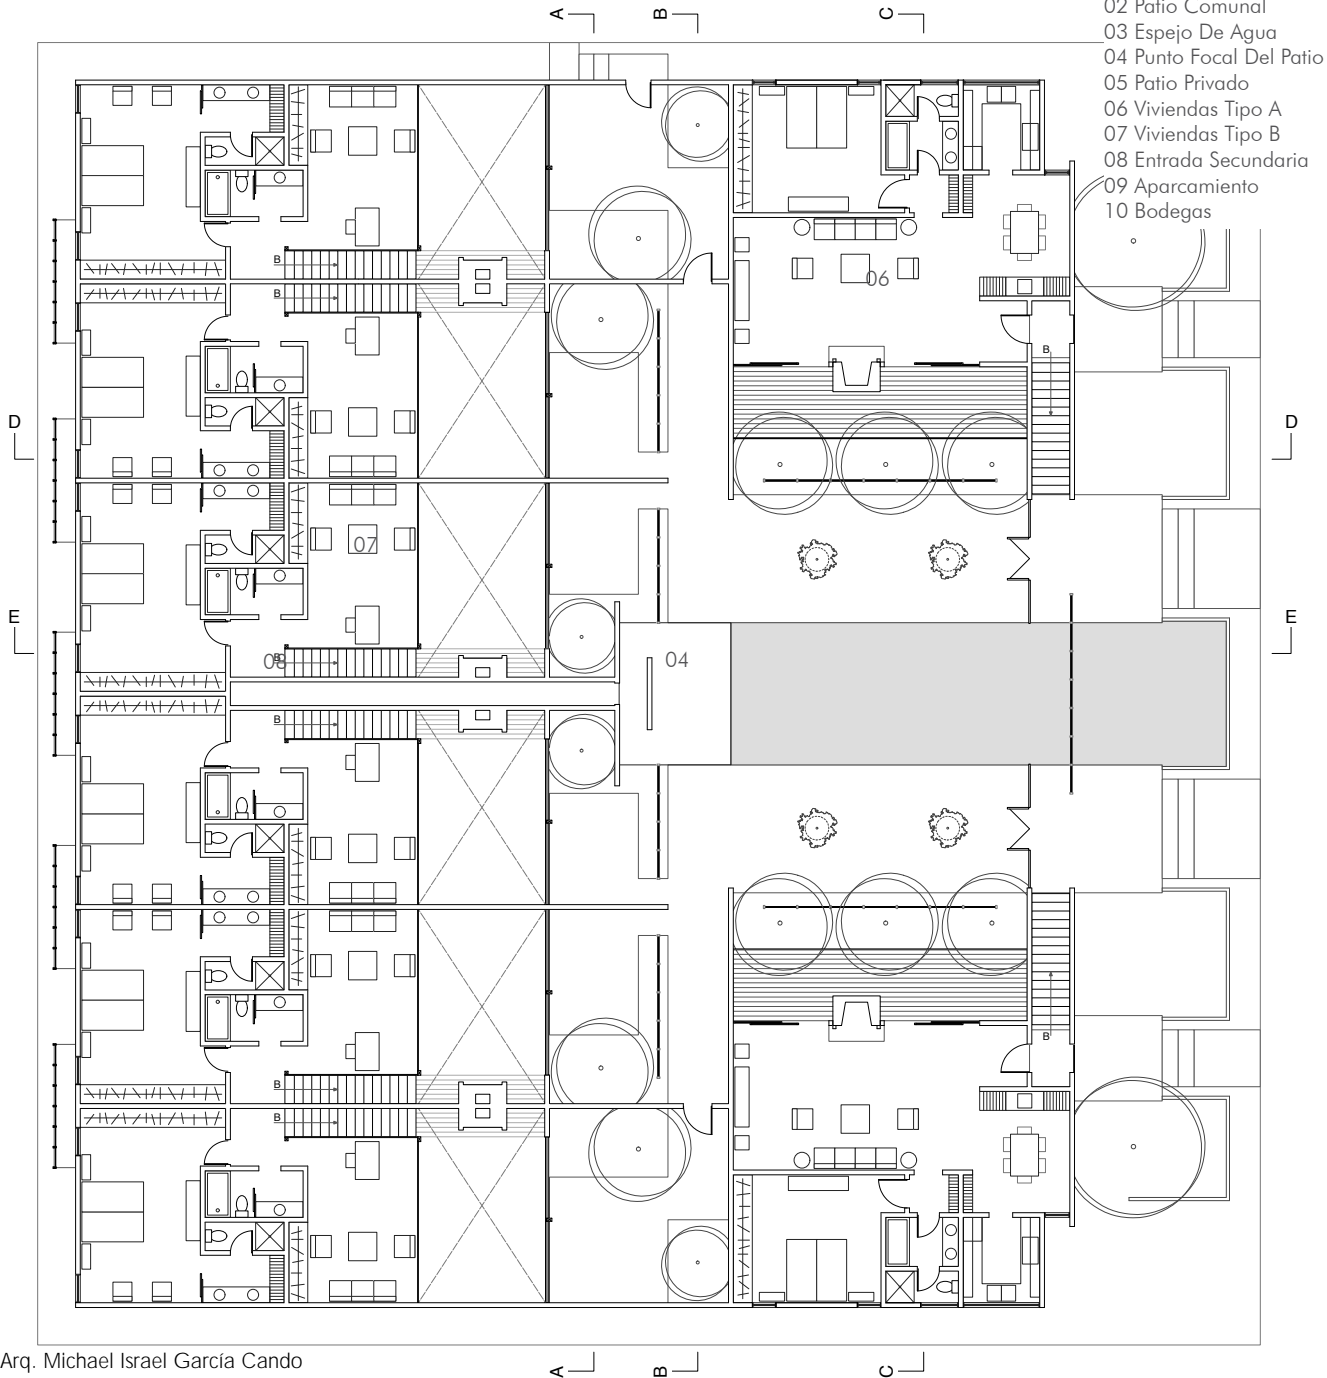 A B C
02 Patio Comunal
03 Espejo De Agua
04 Punto Focal Del Patio
05 Patio Privado
06 Viviendas Tipo A
07 Viviendas Tipo B
08 Entrada Secundaria
09 Aparcamiento
10 Bodegas
B
06
B
B
D D
07
E E
08 B 04
B
B
B
B
Arq. Michael Israel García Cando
A B C